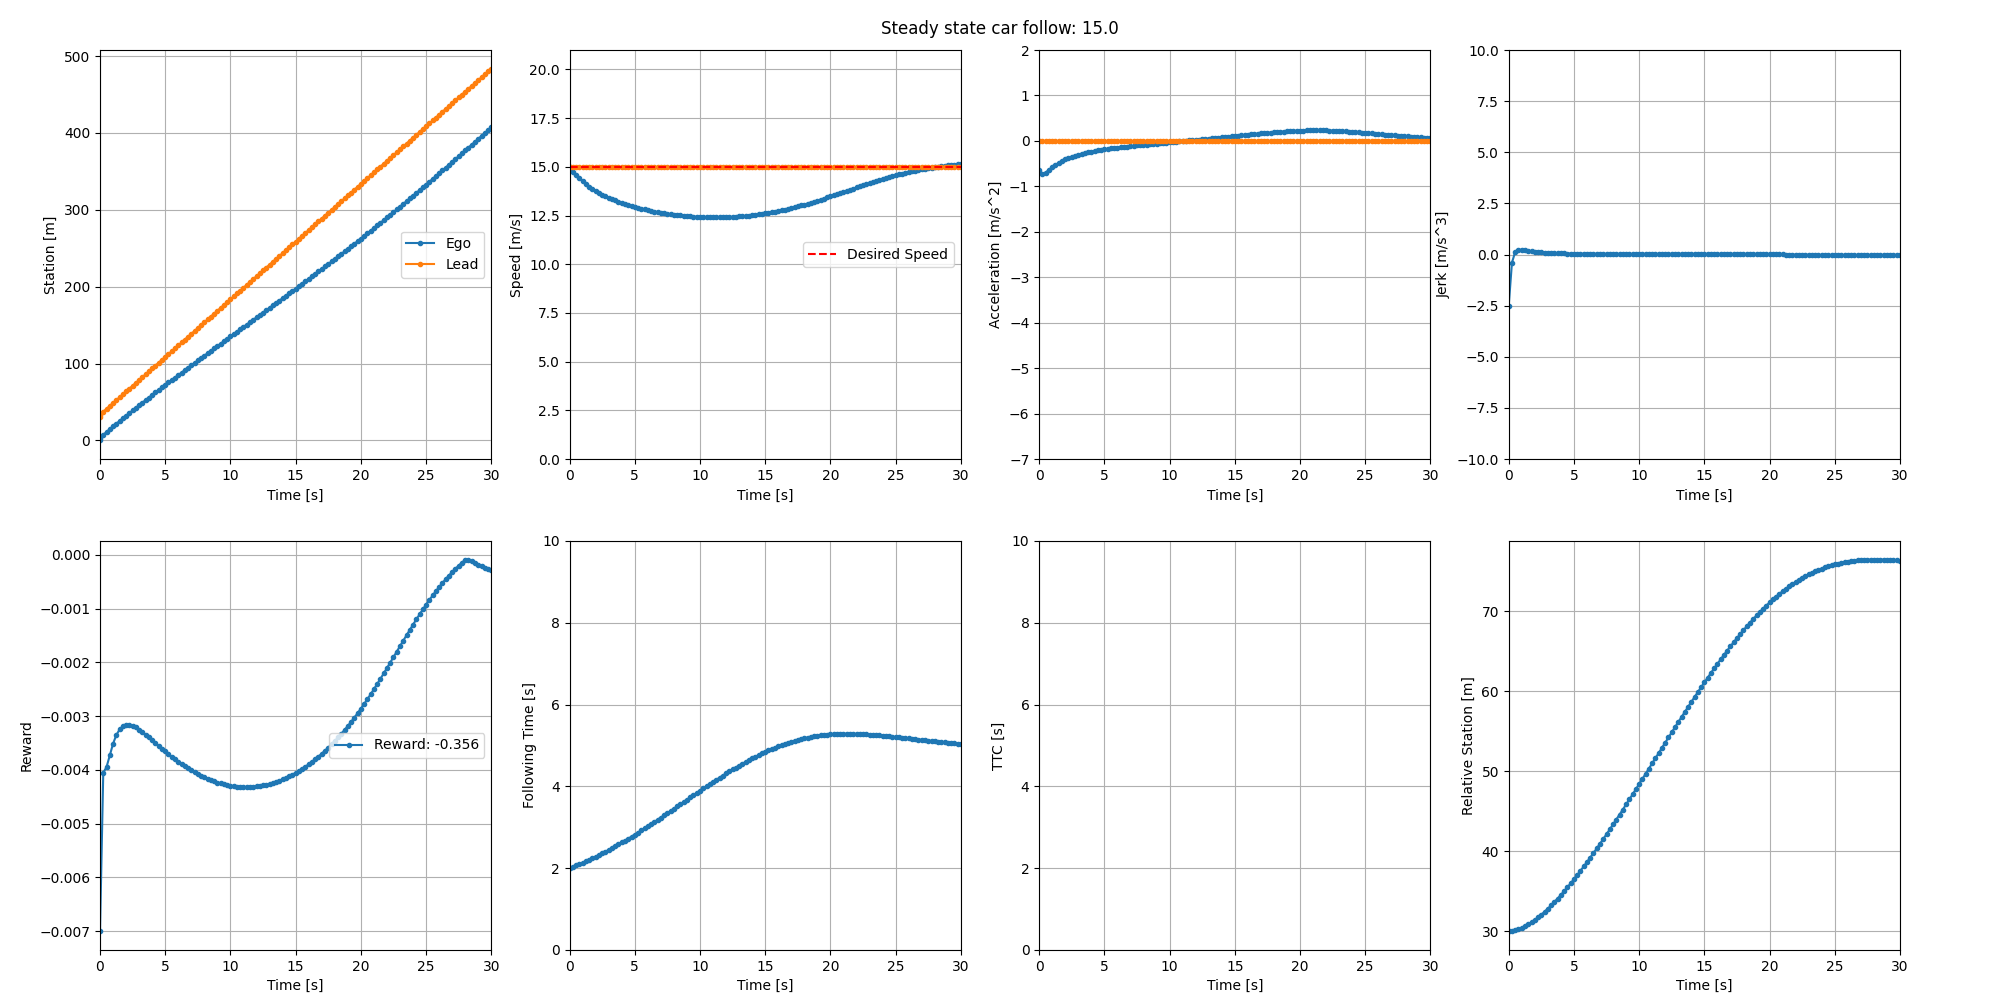 Steady state car follow: 15.0
Station [m]
500
400
300
200
100
0
Ego
Lead
0 5 10 15 20 25 30
Time [s]
Speed [m/s]
20.0
17.5
15.0
12.5
10.0
7.5
5.0
2.5
0.0
Desired Speed
0 5 10 15 20 25 30
Time [s]
Acceleration [m/s^2]
2
1
0
−1
−2
−3
−4
−5
−6
−7
0 5 10 15 20 25 30
Time [s]
Jerk [m/s^3]
10.0
7.5
5.0
2.5
0.0
−2.5
−5.0
−7.5
−10.0
0 5 10 15 20 25 30
Time [s]
Reward
0.000
−0.001
−0.002
−0.003
−0.004
−0.005
−0.006
−0.007
Reward: -0.356
0 5 10 15 20 25 30
Time [s]
Following Time [s]
10
8
6
4
2
0
0 5 10 15 20 25 30
Time [s]
TTC [s]
10
8
6
4
2
0
0 5 10 15 20 25 30
Time [s]
Relative Station [m]
70
60
50
40
30
0 5 10 15 20 25 30
Time [s]